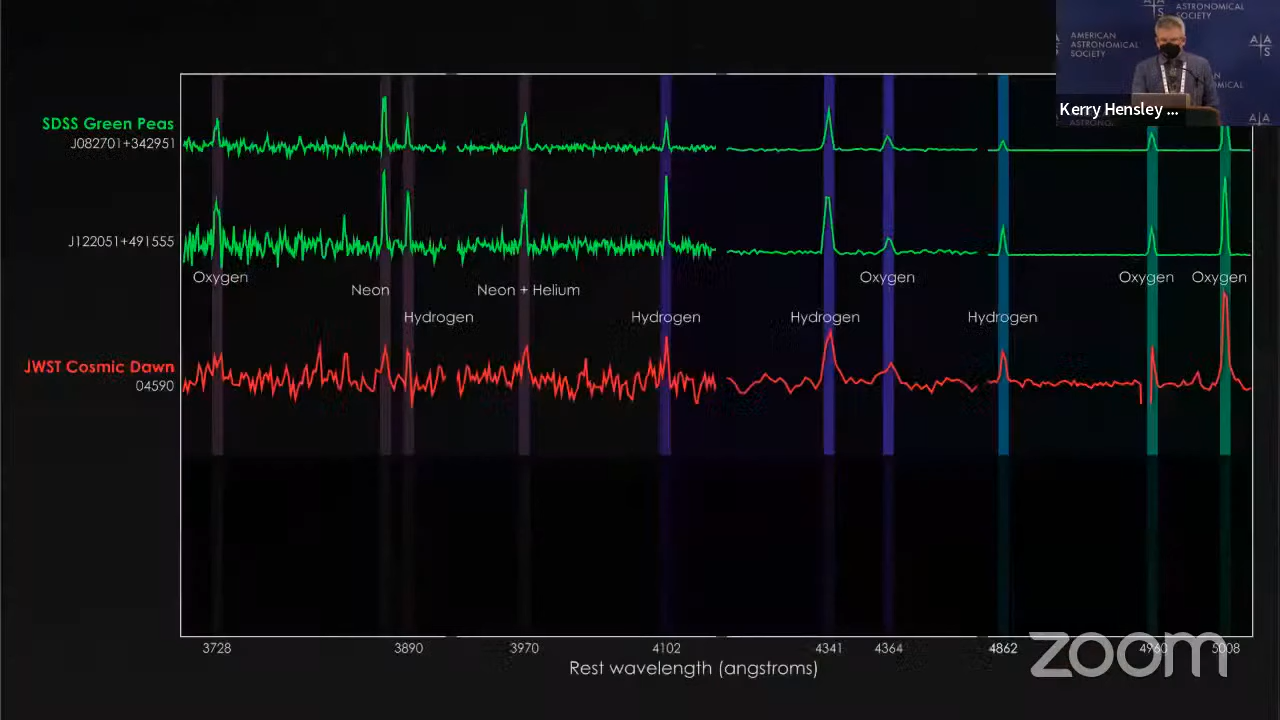 ASTRONOMICAL
SOCIETY
AMERICAN
ASTRONOMICAL
SOCIETY
A A
S
Kerry Hensley ...
SDSS Green Peas
J082701+342951
J122051+491555
Oxygen
Neon
Neon + Helium
Oxygen
Oxygen
Oxygen
Hydrogen
Hydrogen
Hydrogen
Hydrogen
JWST Cosmic Dawn
04590
3728
3890
3970
4102
4341
4364
4862
4960
5008
Rest wavelength (angstroms)
zoom